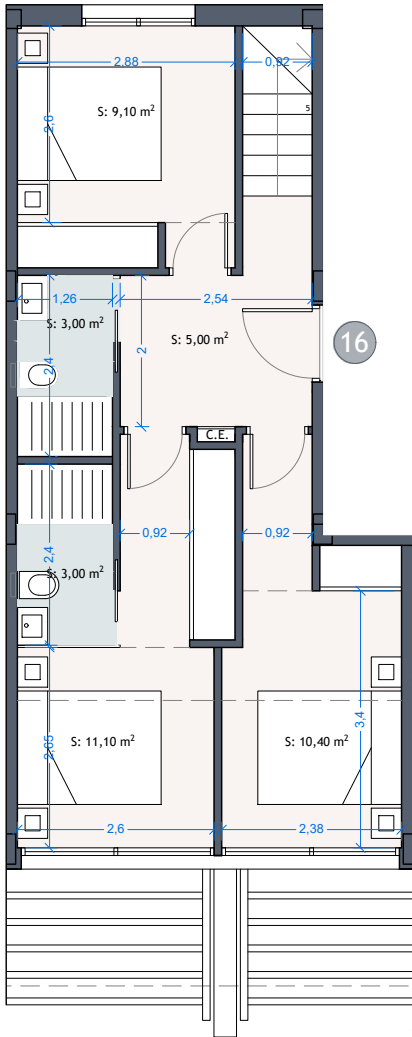 2,88
0,92
2,6
S: 9,10 m²
5
1,26
2,54
S: 3,00 m²
S: 5,00 m²
2
2,4
16
C.E.
0,92
0,92
2,4
S: 3,00 m²
3,4
S: 11,10 m²
S: 10,40 m²
2,65
2,6
2,38